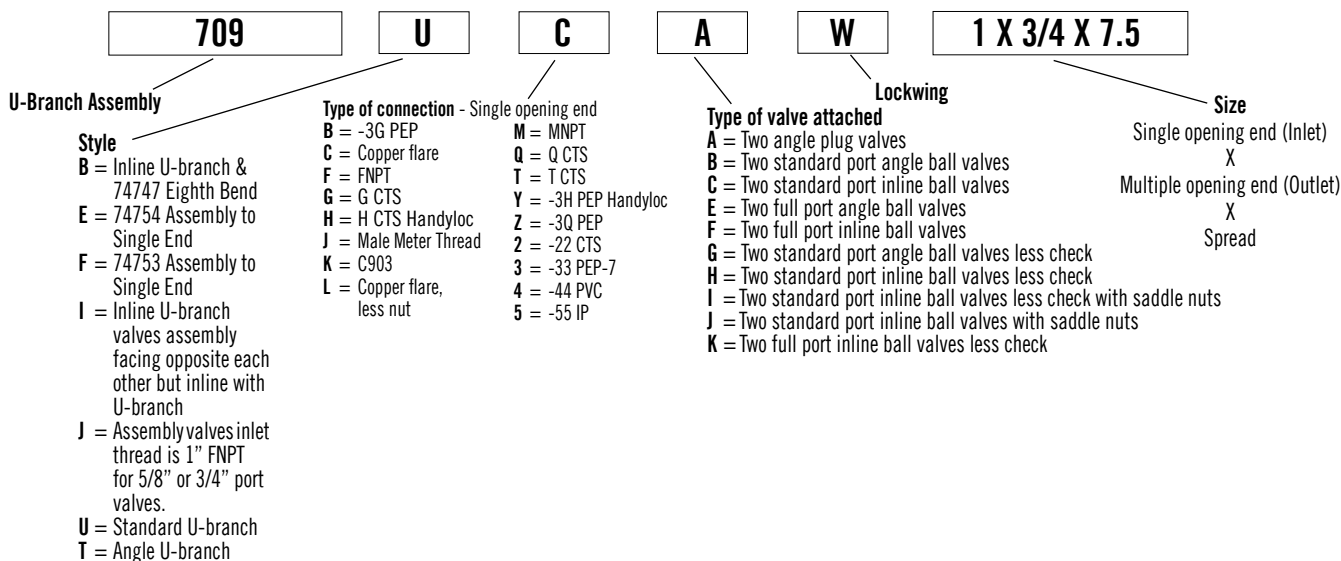 709 U C A W 1 X 3/4 X 7.5
U-Branch Assembly
Style
B = Inline U-branch &
74747 Eighth Bend
E = 74754 Assembly to
Single End
F = 74753 Assembly to
Single End
I = Inline U-branch
valves assembly
facing opposite each
other but inline with
U-branch
J = Assembly valves inlet
thread is 1” FNPT
for 5/8” or 3/4” port
valves.
U = Standard U-branch
T = Angle U-branch
Type of connection - Single opening end
B = -3G PEP
C = Copper flare
F = FNPT
G = G CTS
H = H CTS Handyloc
J = Male Meter Thread
K = C903
L = Copper flare,
less nut
M = MNPT
Q = Q CTS
T = T CTS
Y = -3H PEP Handyloc
Z = -3Q PEP
2 = -22 CTS
3 = -33 PEP-7
4 = -44 PVC
5 = -55 IP
Type of valve attached
A = Two angle plug valves
B = Two standard port angle ball valves
C = Two standard port inline ball valves
E = Two full port angle ball valves
F = Two full port inline ball valves
G = Two standard port angle ball valves less check
H = Two standard port inline ball valves less check
I = Two standard port inline ball valves less check with saddle nuts
J = Two standard port inline ball valves with saddle nuts
K = Two full port inline ball valves less check
Lockwing
Size
Single opening end (Inlet)
X
Multiple opening end (Outlet)
X
Spread